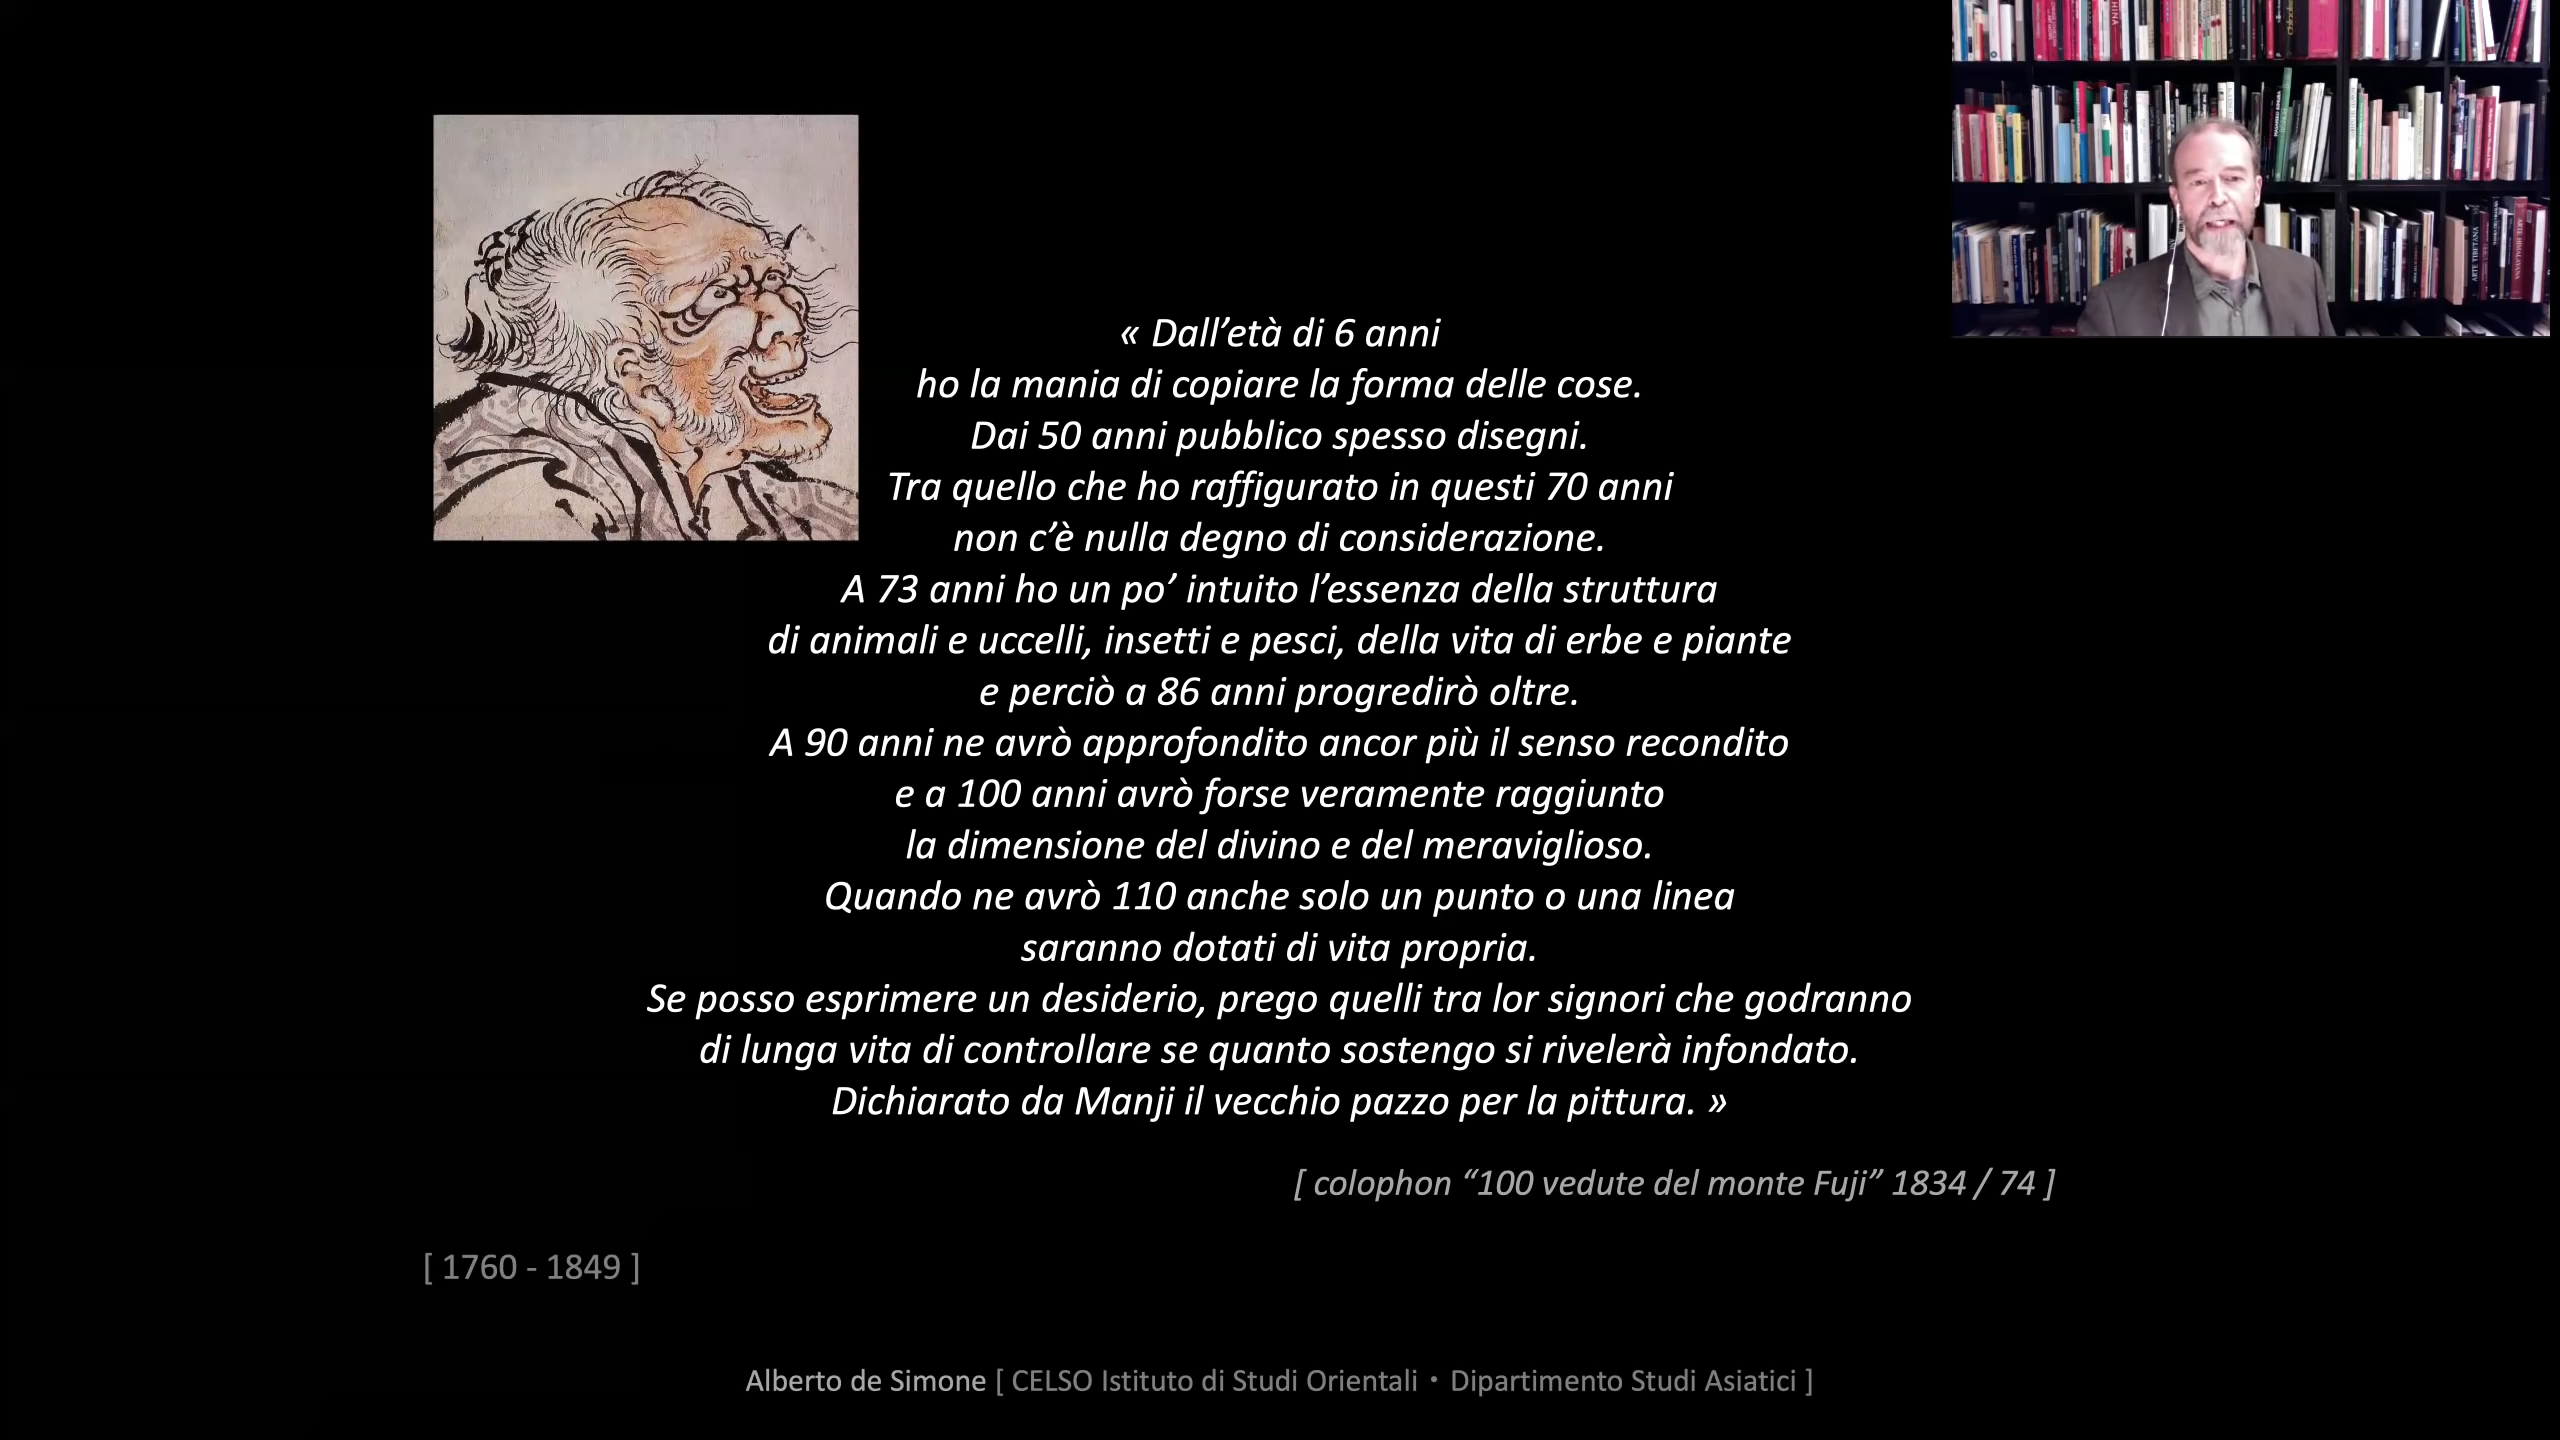 « Dall’età di 6 anni
ho la mania di copiare la forma delle cose.
Dai 50 anni pubblico spesso disegni.
Tra quello che ho raffigurato in questi 70 anni
non c’è nulla degno di considerazione.
A 73 anni ho un po’ intuito l’essenza della struttura
di animali e uccelli, insetti e pesci, della vita di erbe e piante
e perciò a 86 anni progredirò oltre.
A 90 anni ne avrò approfondito ancor più il senso recondito
e a 100 anni avrò forse veramente raggiunto
la dimensione del divino e del meraviglioso.
Quando ne avrò 110 anche solo un punto o una linea
saranno dotati di vita propria.
Se posso esprimere un desiderio, prego quelli tra lor signori che godranno
di lunga vita di controllare se quanto sostengo si rivelerà infondato.
Dichiarato da Manji il vecchio pazzo per la pittura. »
[ colophon “100 vedute del monte Fuji” 1834 / 74 ]
[ 1760 - 1849 ]
Alberto de Simone [ CELSO Istituto di Studi Orientali • Dipartimento Studi Asiatici ]
HINA
ARTE TIBETANA